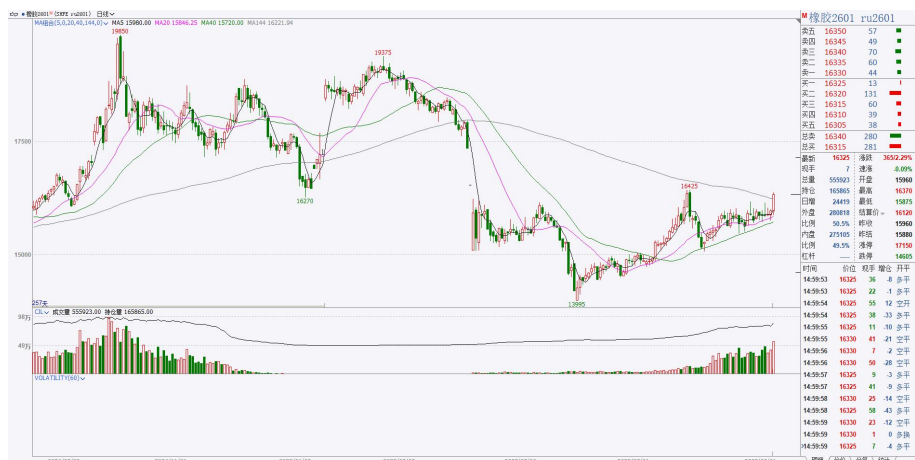 橡胶2601 (SHFE ru2601) 日线
MA组合(5,0,20,40,144,0) MA5 15980.00 MA20 15846.25 MA40 15720.00 MA144 16221.94
19850
19375
17500
16270
16425
15000
13995
257天
CJL 成交量 555923.00 持仓量 165865.00
98万
49万
VOLATILITY(60)
M 橡胶2601 ru2601
卖五 16350 57
卖四 16345 49
卖三 16340 70
卖二 16335 60
卖一 16330 44
买一 16325 13
买二 16320 131
买三 16315 60
买四 16310 39
买五 16305 38
总卖 16340 280
总买 16315 281
最新 16325 涨跌 365/2.29%
现手 7 速涨 -0.09%
总量 555923 开盘 15960
持仓 165865 最高 16370
日增 24419 最低 15875
外盘 280818 结算价 16120
比例 50.5% 昨收 15960
内盘 275105 昨结 15880
比例 49.5% 涨停 17150
杠杆 — 跌停 14605
时间 价位 现手 增仓 开平
14:59:53 16325 36 -8 多平
14:59:53 16325 22 -1 多平
14:59:54 16325 55 12 空开
14:59:54 16325 38 -33 多平
14:59:55 16325 11 -10 多平
14:59:55 16330 41 -21 空平
14:59:56 16330 7 -2 空平
14:59:56 16330 50 -28 空平
14:59:57 16325 9 -3 多平
14:59:57 16325 41 -9 多平
14:59:58 16330 25 -14 空平
14:59:58 16325 58 -43 多平
14:59:59 16330 23 -12 空平
14:59:59 16330 1 0 多换
14:59:59 16325 7 -4 多平